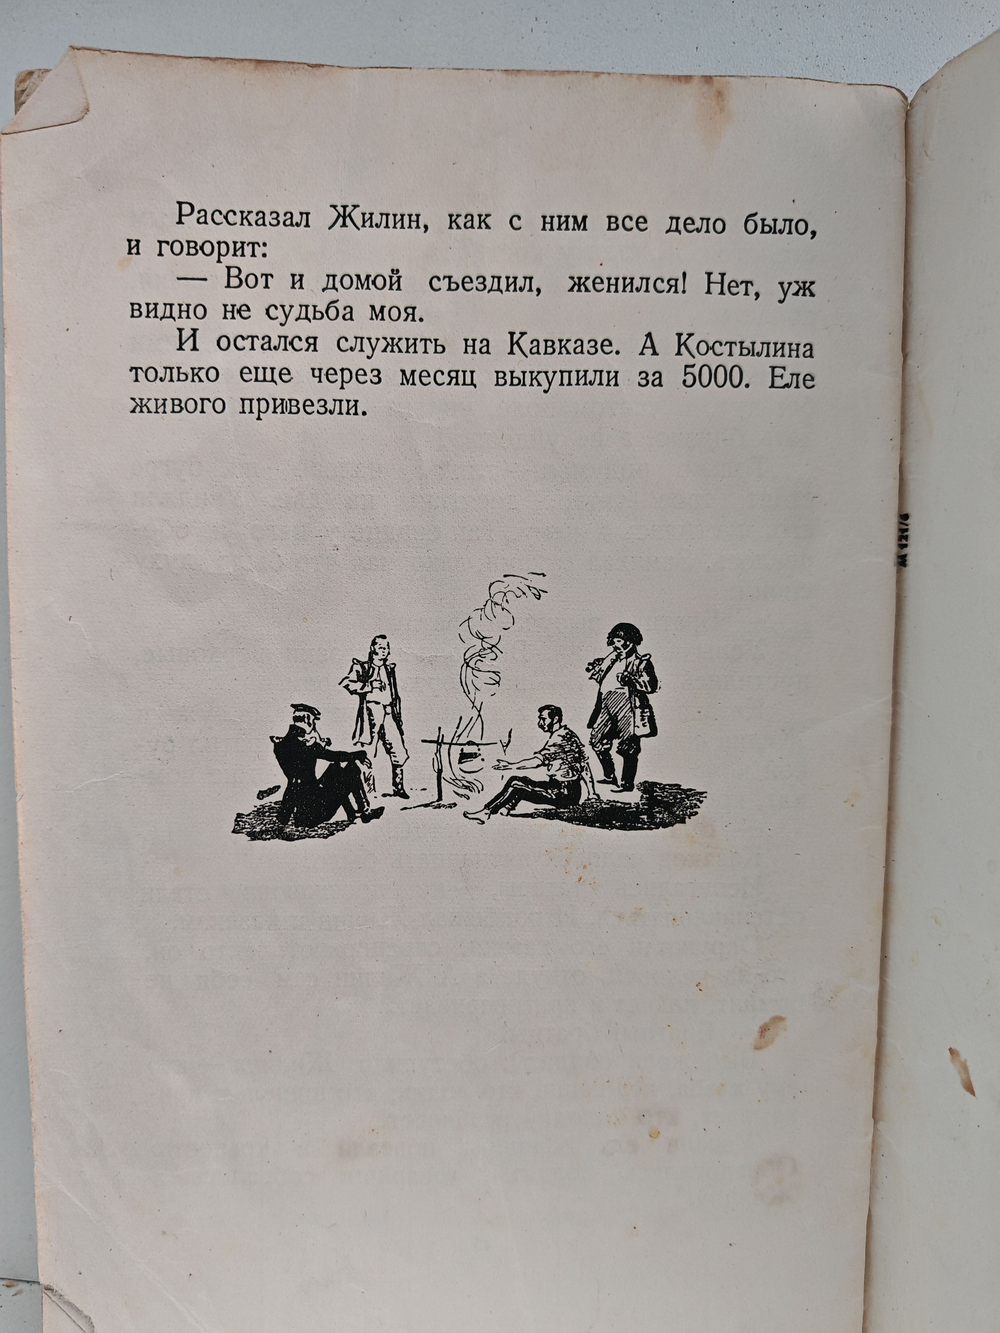 Рассказал Жилин, как с ним все дело было,
и говорит:
— Вот и домой съездил, женился! Нет, уж
видно не судьба моя.
И остался служить на Кавказе. А Костылина
только еще через месяц выкупили за 5000. Еле
живого привезли.